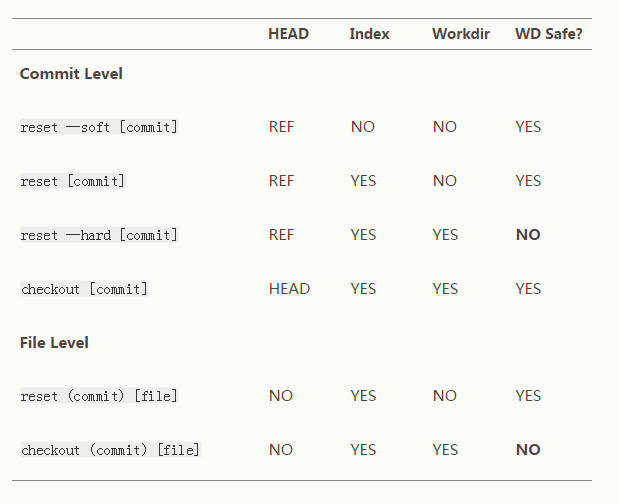 HEAD Index Workdir WD Safe?
Commit Level
reset —soft [commit] REF NO NO YES
reset [commit] REF YES NO YES
reset —hard [commit] REF YES YES NO
checkout [commit] HEAD YES YES YES
File Level
reset (commit) [file] NO YES NO YES
checkout (commit) [file] NO YES YES NO